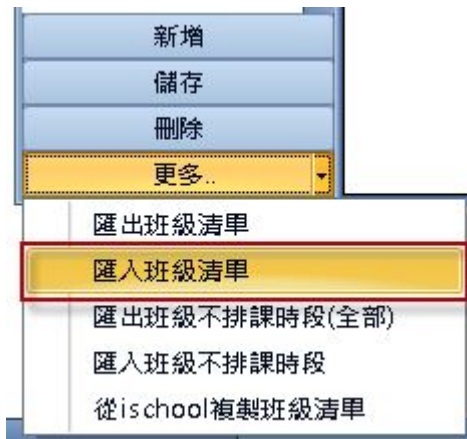 新增
儲存
刪除
更多..
匯出班級清單
匯入班級清單
匯出班級不排課時段(全部)
匯入班級不排課時段
從ischool複製班級清單